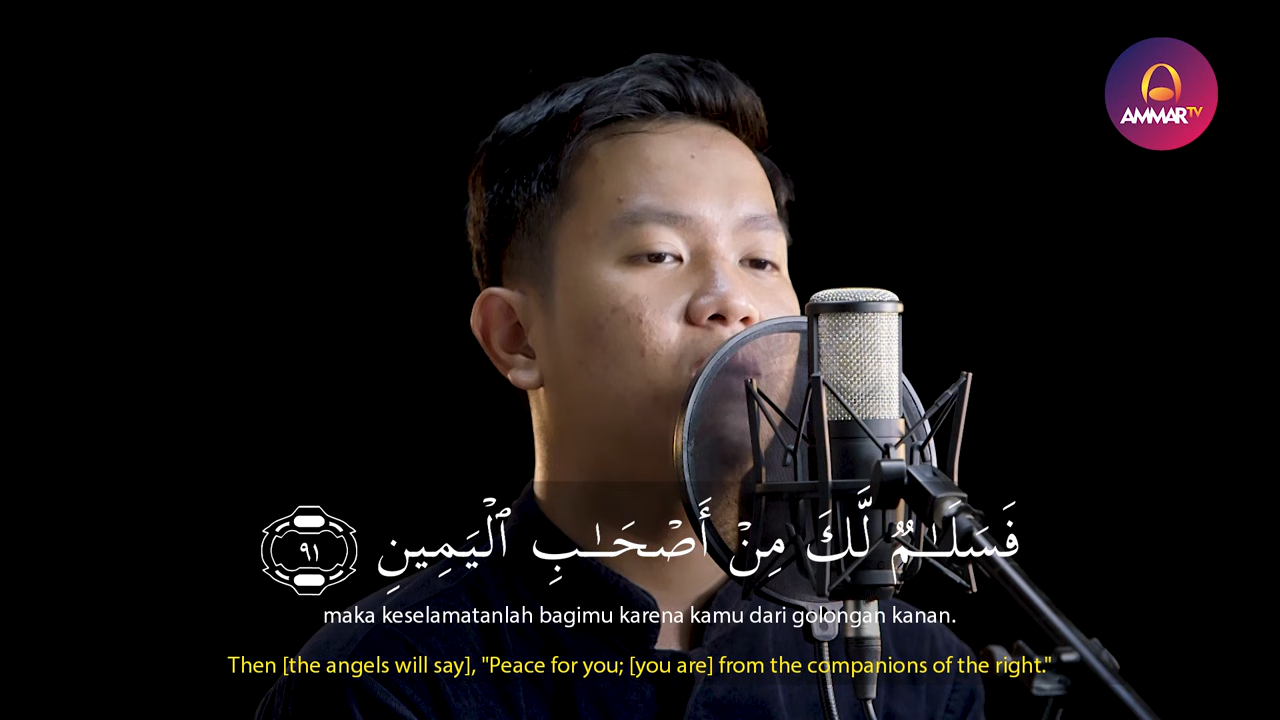 AMMARTV
فَسَلَـٰمٌ لَّكَ مِنْ أَصْحَـٰبِ ٱلْيَمِينِ ٩١
maka keselamatanlah bagimu karena kamu dari golongan kanan.
Then [the angels will say], "Peace for you; [you are] from the companions of the right."